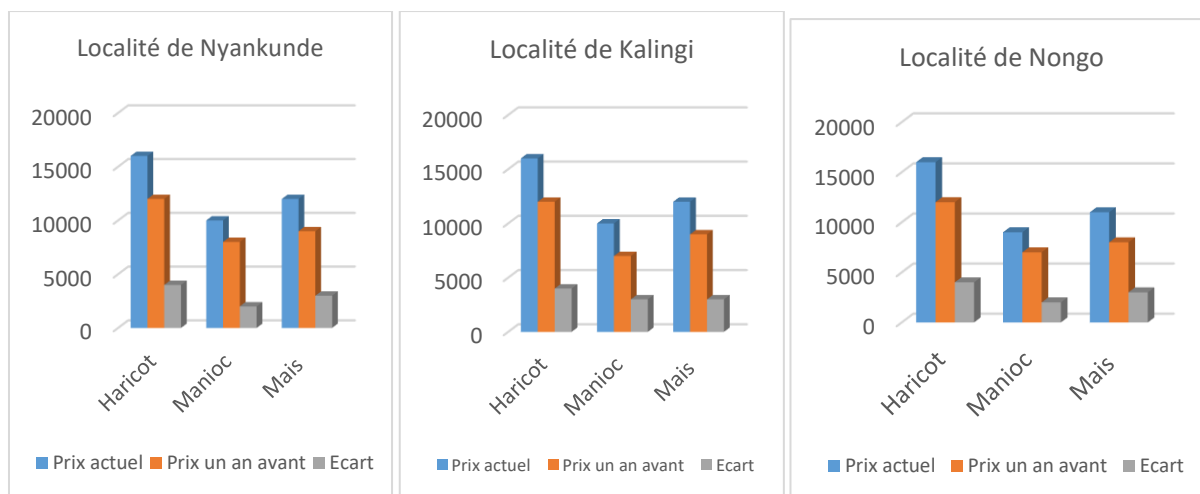 Localité de Nyankunde
20000
15000
10000
5000
0
Haricot
Manioc
Mais
Prix actuel Prix un an avant Ecart
Localité de Kalingi
20000
15000
10000
5000
0
Haricot
Manioc
Mais
Prix actuel Prix un an avant Ecart
Localité de Nongo
20000
15000
10000
5000
0
Haricot
Manioc
Mais
Prix actuel Prix un an avant Ecart